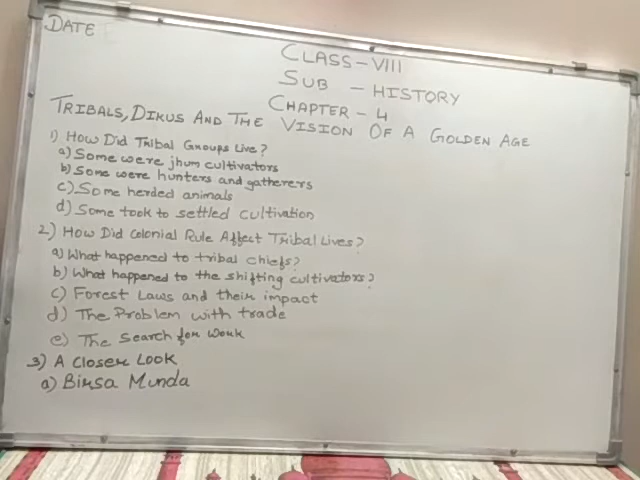 DATE
CLASS-VIII
SUB - HISTORY
CHAPTER - 4
TRIBALS, DIKUS AND THE VISION OF A GOLDEN AGE
1) How Did Tribal Groups Live?
a) Some were jhum cultivators
b) Some were hunters and gatherers
c) Some herded animals
d) Some took to settled cultivation
2) How Did Colonial Rule Affect Tribal Lives?
a) What happened to tribal chiefs?
b) What happened to the shifting cultivators?
c) Forest Laws and their impact
d) The Problem with trade
e) The Search for Work
3) A Closer Look
a) Birsa Munda